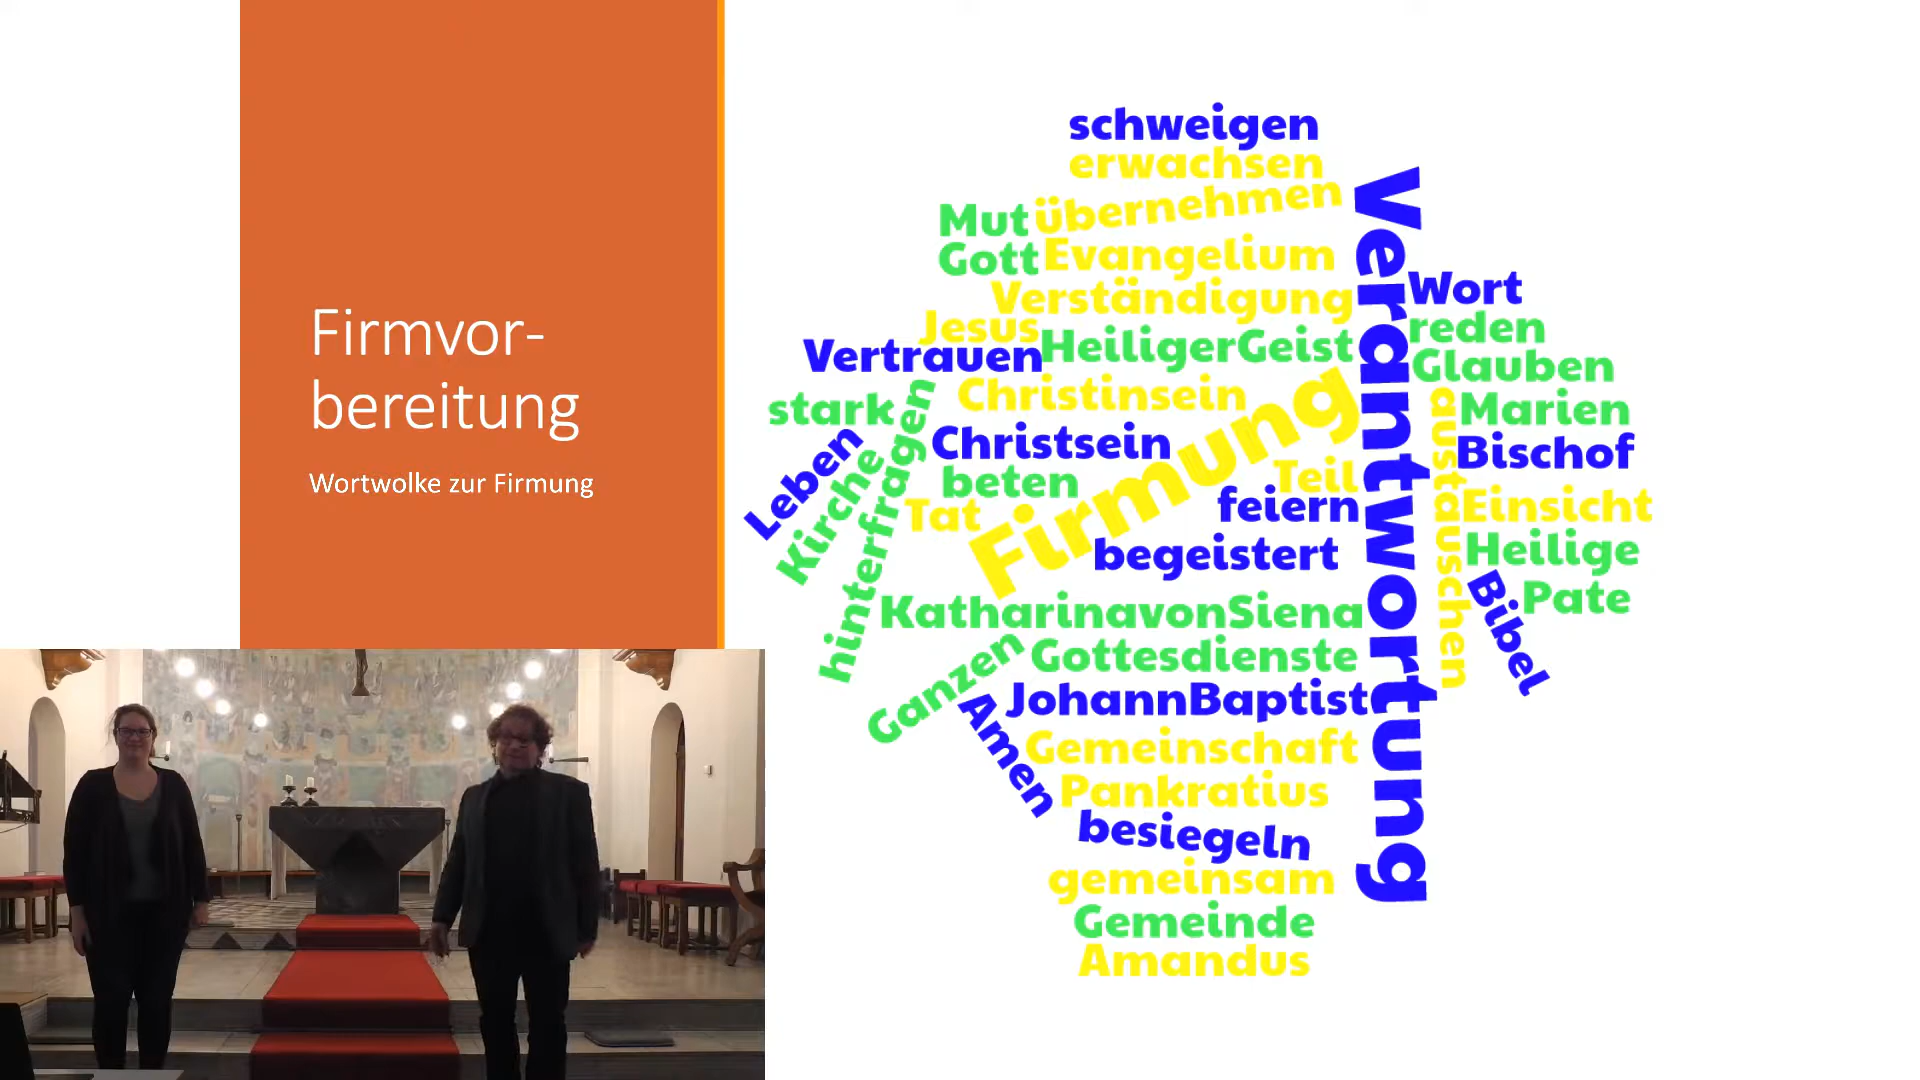 Firmvor-
bereitung
Wortwolke zur Firmung
schweigen
erwachsen
übernehmen
Mut
Gott
Evangelium
Verständigung
Jesus
HeiligerGeist
Vertrauen
Christinsein
stark
Christsein
Leben
Kirche
hinterfragen
beten
Tat
Firmung
Teil
feiern
begeistert
KatharinavonSiena
Gottesdienste
Ganzen
JohannBaptist
Amen
Gemeinschaft
Pankratius
besiegeln
gemeinsam
Gemeinde
Amandus
Verantwortung
Wort
reden
Glauben
Marien
austauschen
Bischof
Einsicht
Heilige
Bibel
Pate